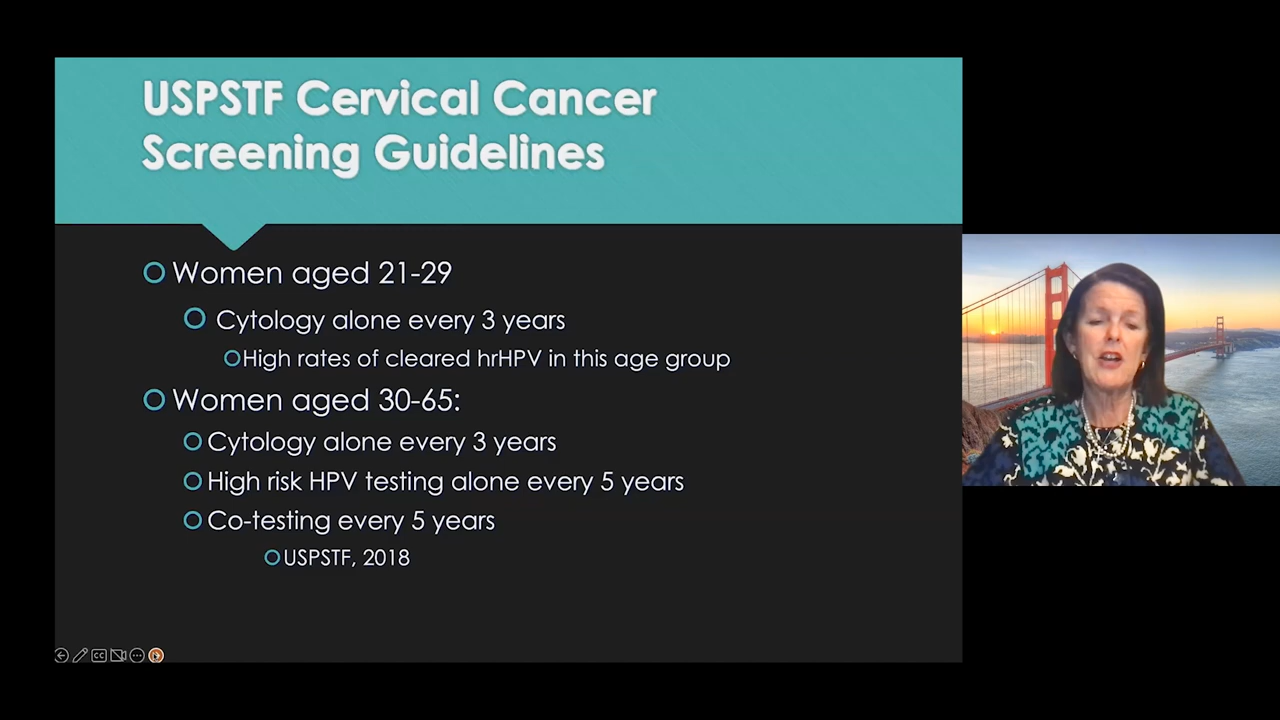 USPSTF Cervical Cancer
Screening Guidelines
Women aged 21-29
Cytology alone every 3 years
High rates of cleared hrHPV in this age group
Women aged 30-65:
Cytology alone every 3 years
High risk HPV testing alone every 5 years
Co-testing every 5 years
USPSTF, 2018
CC